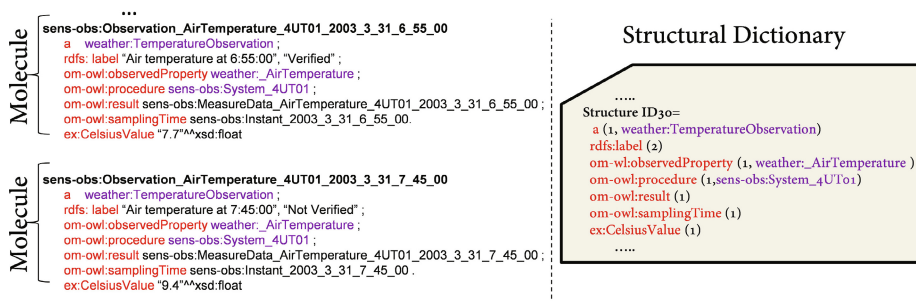 ...
sens-obs:Observation_AirTemperature_4UT01_2003_3_31_6_55_00
a weather:TemperatureObservation ;
rdfs: label “Air temperature at 6:55:00”, “Verified” ;
om-owl:observedProperty weather:_AirTemperature ;
om-owl:procedure sens-obs:System_4UT01 ;
om-owl:result sens-obs:MeasureData_AirTemperature_4UT01_2003_3_31_6_55_00 ;
om-owl:samplingTime sens-obs:Instant_2003_3_31_6_55_00.
ex:CelsiusValue “7.7”^^xsd:float
Molecule
sens-obs:Observation_AirTemperature_4UT01_2003_3_31_7_45_00
a weather:TemperatureObservation ;
rdfs: label “Air temperature at 7:45:00”, “Not Verified” ;
om-owl:observedProperty weather:_AirTemperature ;
om-owl:procedure sens-obs:System_4UT01 ;
om-owl:result sens-obs:MeasureData_AirTemperature_4UT01_2003_3_31_7_45_00 ;
om-owl:samplingTime sens-obs:Instant_2003_3_31_7_45_00 .
ex:CelsiusValue “9.4”^^xsd:float
Molecule
Structural Dictionary
.....
Structure ID30=
a (1, weather:TemperatureObservation)
rdfs:label (2)
om-wl:observedProperty (1, weather:_AirTemperature )
om-owl:procedure (1,sens-obs:System_4UT01)
om-owl:result (1)
om-owl:samplingTime (1)
ex:CelsiusValue (1)
.....